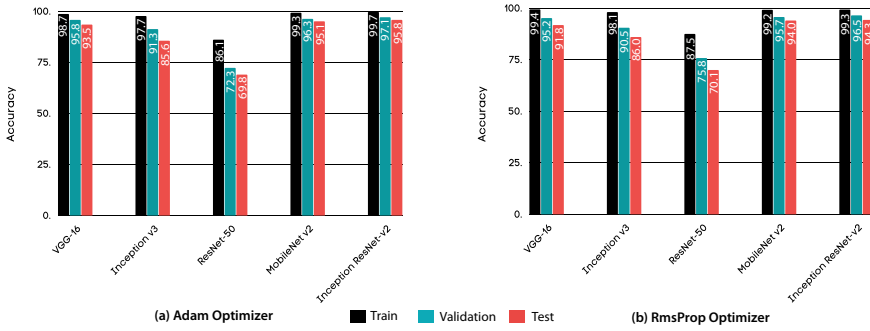 100.
75.
50.
25.
0.
Accuracy
98.7 95.8 93.5
97.7 91.3 85.6
86.1 72.3 69.8
99.3 96.3 95.1
99.7 97.1 95.8
VGG-16
Inception v3
ResNet-50
MobileNet v2
Inception ResNet-v2
(a) Adam Optimizer
100.
75.
50.
25.
0.
Accuracy
99.4 95.2 91.8
98.1 90.5 86.0
87.5 75.8 70.1
99.2 95.7 94.0
99.3 96.5 94.3
VGG-16
Inception v3
ResNet-50
MobileNet v2
Inception ResNet-v2
(b) RmsProp Optimizer
Train Validation Test